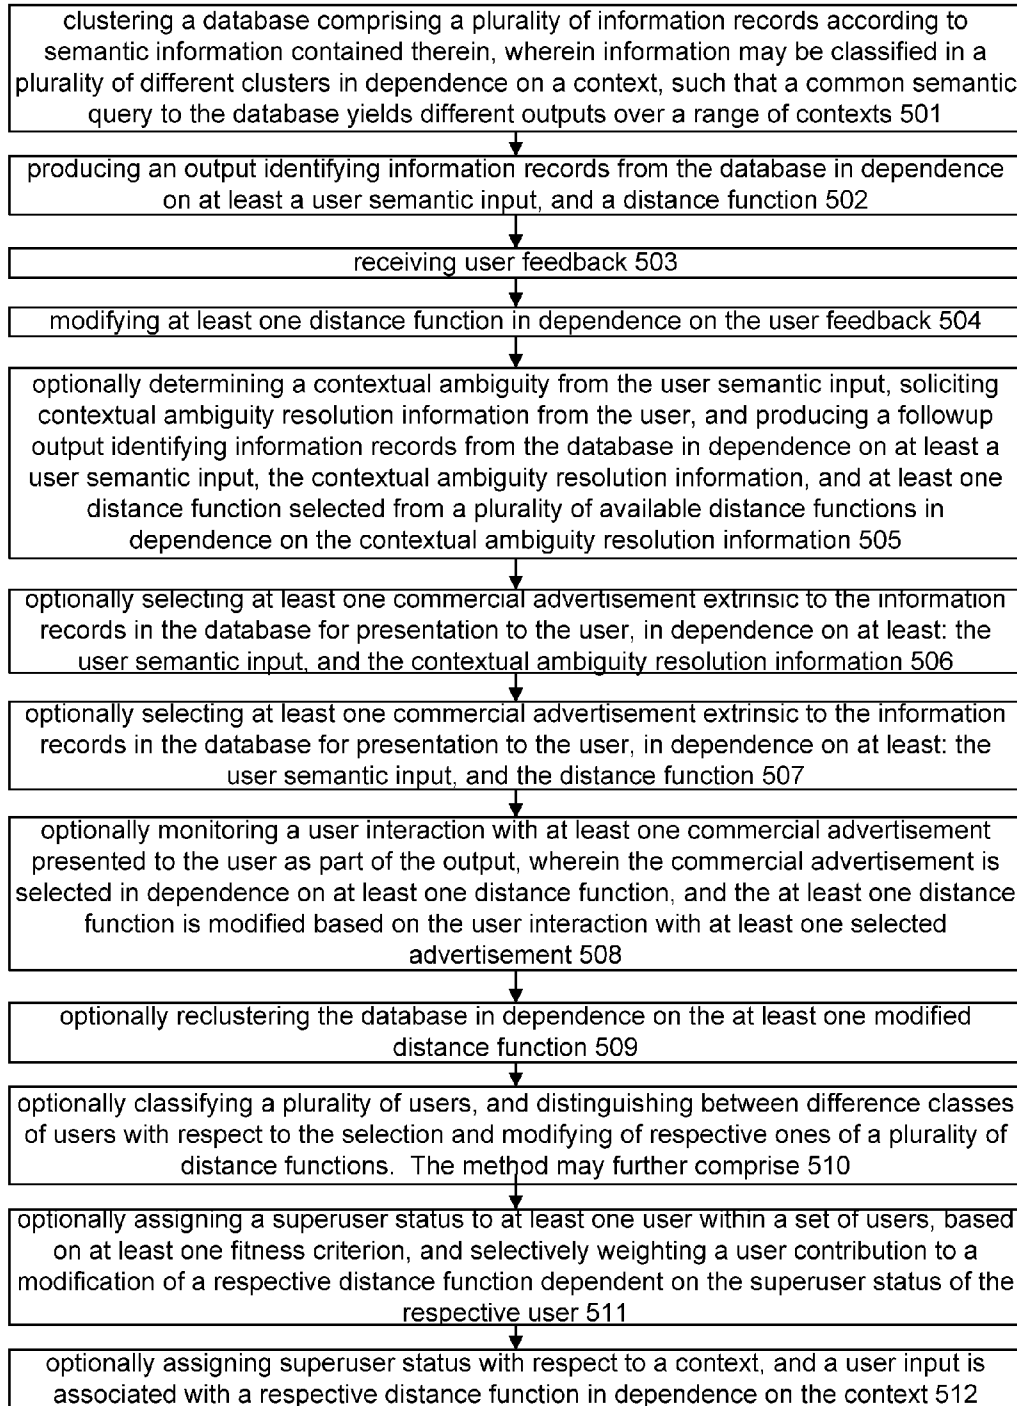 clustering a database comprising a plurality of information records according to
semantic information contained therein, wherein information may be classified in a
plurality of different clusters in dependence on a context, such that a common semantic
query to the database yields different outputs over a range of contexts 501
producing an output identifying information records from the database in dependence
on at least a user semantic input, and a distance function 502
receiving user feedback 503
modifying at least one distance function in dependence on the user feedback 504
optionally determining a contextual ambiguity from the user semantic input, soliciting
contextual ambiguity resolution information from the user, and producing a followup
output identifying information records from the database in dependence on at least a
user semantic input, the contextual ambiguity resolution information, and at least one
distance function selected from a plurality of available distance functions in
dependence on the contextual ambiguity resolution information 505
optionally selecting at least one commercial advertisement extrinsic to the information
records in the database for presentation to the user, in dependence on at least: the
user semantic input, and the contextual ambiguity resolution information 506
optionally selecting at least one commercial advertisement extrinsic to the information
records in the database for presentation to the user, in dependence on at least: the
user semantic input, and the distance function 507
optionally monitoring a user interaction with at least one commercial advertisement
presented to the user as part of the output, wherein the commercial advertisement is
selected in dependence on at least one distance function, and the at least one distance
function is modified based on the user interaction with at least one selected
advertisement 508
optionally reclustering the database in dependence on the at least one modified
distance function 509
optionally classifying a plurality of users, and distinguishing between difference classes
of users with respect to the selection and modifying of respective ones of a plurality of
distance functions.  The method may further comprise 510
optionally assigning a superuser status to at least one user within a set of users, based
on at least one fitness criterion, and selectively weighting a user contribution to a
modification of a respective distance function dependent on the superuser status of the
respective user 511
optionally assigning superuser status with respect to a context, and a user input is
associated with a respective distance function in dependence on the context 512